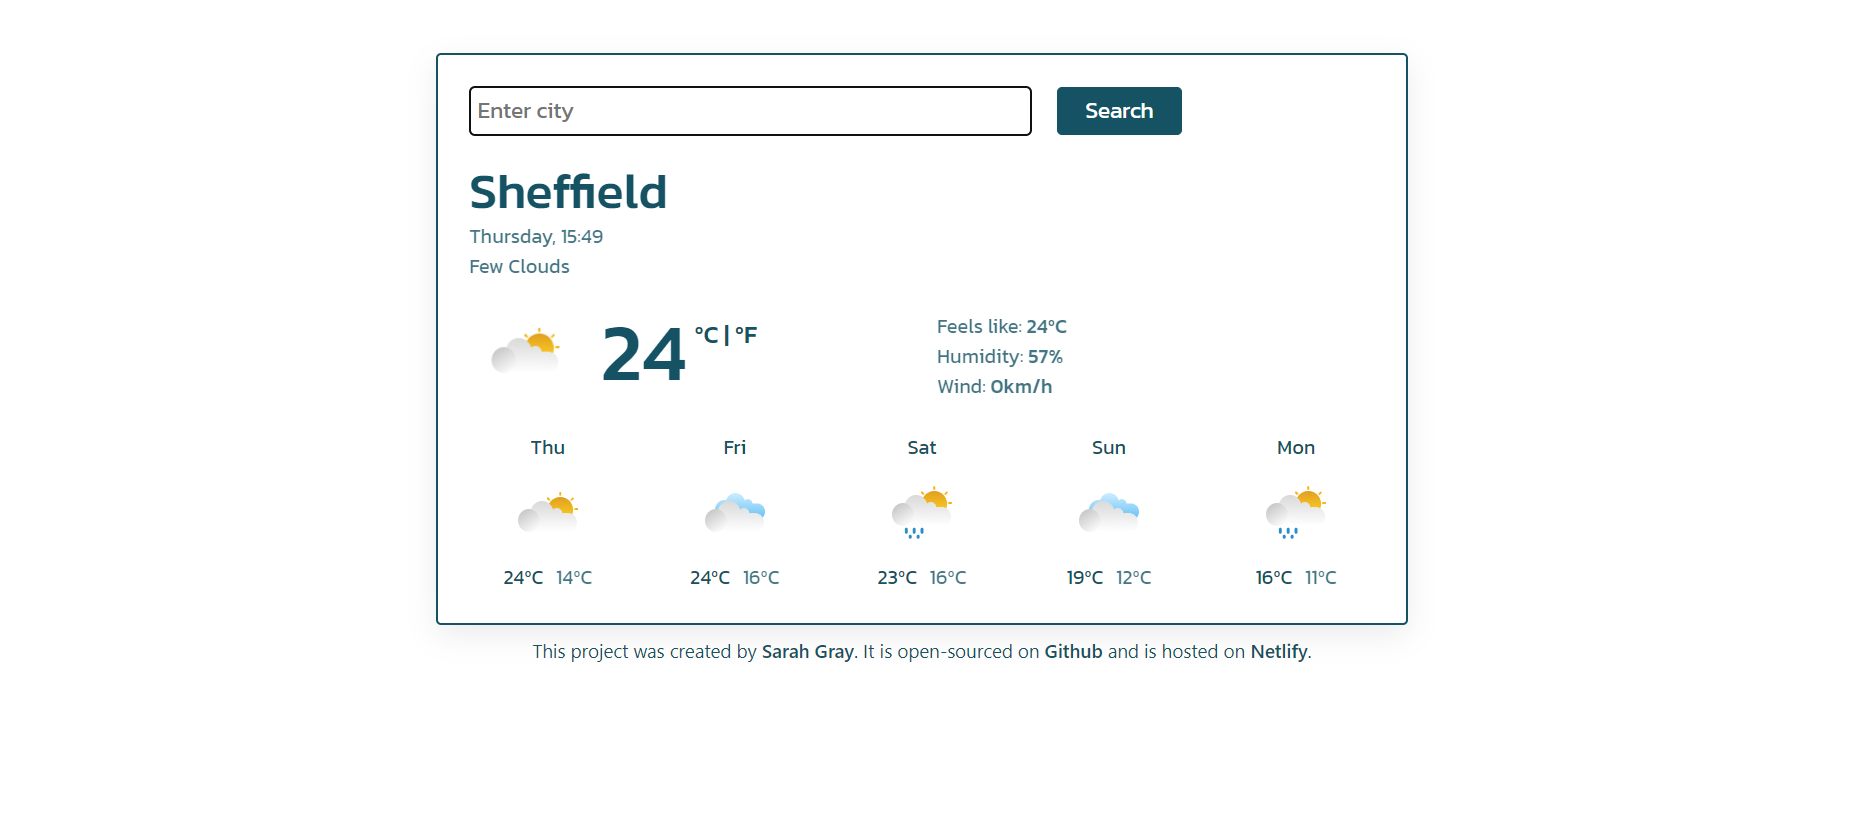 Enter city
Search
Sheffield
Thursday, 15:49
Few Clouds
24 °C | °F
Feels like: 24°C
Humidity: 57%
Wind: 0km/h
Thu Fri Sat Sun Mon
24°C 14°C 24°C 16°C 23°C 16°C 19°C 12°C 16°C 11°C
This project was created by Sarah Gray. It is open-sourced on Github and is hosted on Netlify.